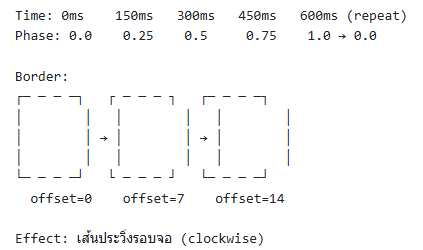 Time: 0ms    150ms   300ms   450ms   600ms (repeat)
Phase: 0.0    0.25    0.5     0.75    1.0 → 0.0
Border:
→ →
offset=0    offset=7    offset=14
Effect: เส้นประวิ่งรอบจอ (clockwise)